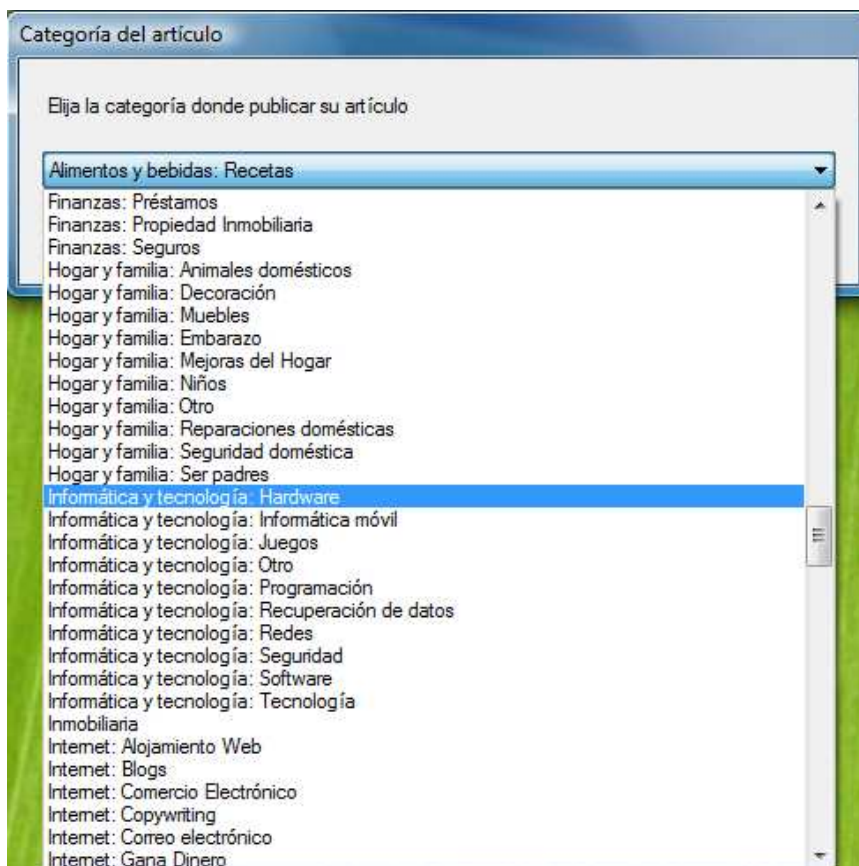 Categoría del artículo
Elija la categoría donde publicar su artículo
Alimentos y bebidas: Recetas
Finanzas: Préstamos
Finanzas: Propiedad Inmobiliaria
Finanzas: Seguros
Hogar y familia: Animales domésticos
Hogar y familia: Decoración
Hogar y familia: Muebles
Hogar y familia: Embarazo
Hogar y familia: Mejoras del Hogar
Hogar y familia: Niños
Hogar y familia: Otro
Hogar y familia: Reparaciones domésticas
Hogar y familia: Seguridad doméstica
Hogar y familia: Ser padres
Informática y tecnología: Hardware
Informática y tecnología: Informática móvil
Informática y tecnología: Juegos
Informática y tecnología: Otro
Informática y tecnología: Programación
Informática y tecnología: Recuperación de datos
Informática y tecnología: Redes
Informática y tecnología: Seguridad
Informática y tecnología: Software
Informática y tecnología: Tecnología
Inmobiliaria
Internet: Alojamiento Web
Internet: Blogs
Internet: Comercio Electrónico
Internet: Copywriting
Internet: Correo electrónico
Internet: Gana Dinero